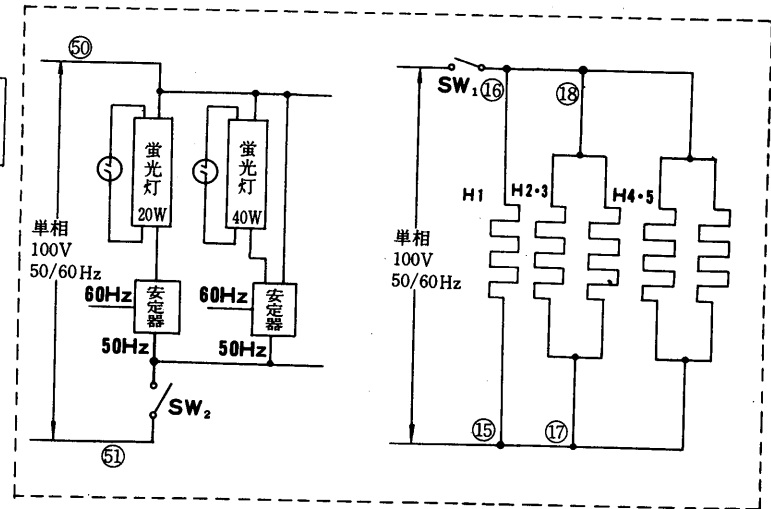 ㊿
蛍光灯
20W
蛍光灯
40W
単相
100V
50/60Hz
60Hz
安定器
60Hz
安定器
50Hz
50Hz
SW₂
51
SW₁
⑯
⑱
H1
H2・3
H4・5
単相
100V
50/60Hz
⑮
⑰